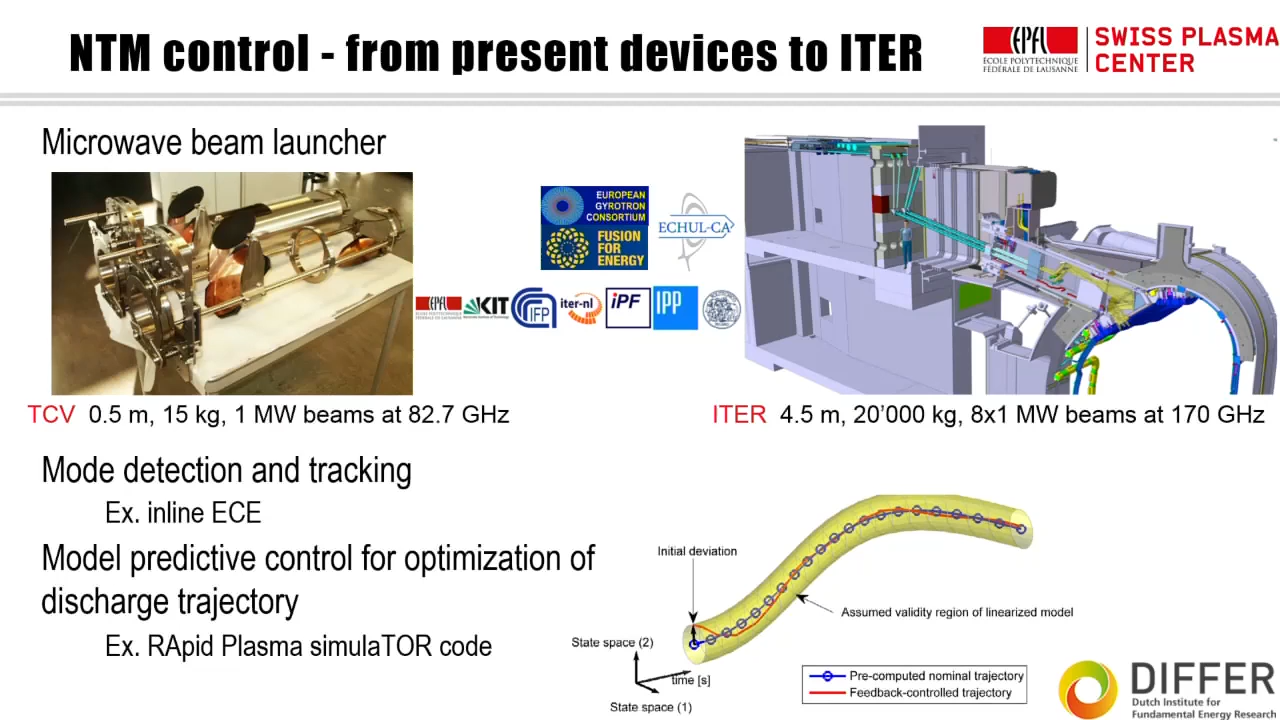 NTM control - from present devices to ITER
EPFL
ÉCOLE POLYTECHNIQUE
FÉDÉRALE DE LAUSANNE
SWISS PLASMA
CENTER
Microwave beam launcher
EUROPEAN
GYROTRON
CONSORTIUM
FUSION
FOR
ENERGY
ECHUL-CA
KIT
IFP
iter-nl
iPF
IPP
TCV 0.5 m, 15 kg, 1 MW beams at 82.7 GHz
ITER 4.5 m, 20’000 kg, 8x1 MW beams at 170 GHz
Mode detection and tracking
Ex. inline ECE
Model predictive control for optimization of
discharge trajectory
Ex. RApid Plasma simulaTOR code
Initial deviation
Assumed validity region of linearized model
State space (2)
time [s]
State space (1)
Pre-computed nominal trajectory
Feedback-controlled trajectory
DIFFER
Dutch Institute for
Fundamental Energy Research